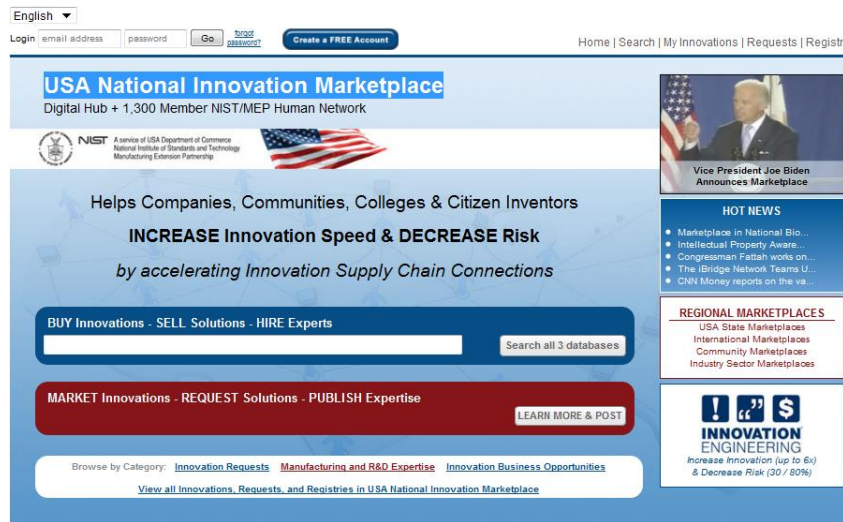 English
Login email address password Go forgot password? Create a FREE Account
Home | Search | My Innovations | Requests | Registr
USA National Innovation Marketplace
Digital Hub + 1,300 Member NIST/MEP Human Network
NIST
A service of USA Department of Commerce
National Institute of Standards and Technology
Manufacturing Extension Partnership
Helps Companies, Communities, Colleges & Citizen Inventors
INCREASE Innovation Speed & DECREASE Risk
by accelerating Innovation Supply Chain Connections
BUY Innovations - SELL Solutions - HIRE Experts
Search all 3 databases
MARKET Innovations - REQUEST Solutions - PUBLISH Expertise
LEARN MORE & POST
Browse by Category: Innovation Requests Manufacturing and R&D Expertise Innovation Business Opportunities
View all Innovations, Requests, and Registries in USA National Innovation Marketplace
Vice President Joe Biden
Announces Marketplace
HOT NEWS
Marketplace in National Bio...
Intellectual Property Aware...
Congressman Fattah works on...
The iBridge Network Teams U...
CNN Money reports on the va...
REGIONAL MARKETPLACES
USA State Marketplaces
International Marketplaces
Community Marketplaces
Industry Sector Marketplaces
! “” $
INNOVATION
ENGINEERING
Increase Innovation (up to 6x)
& Decrease Risk (30 / 80%)